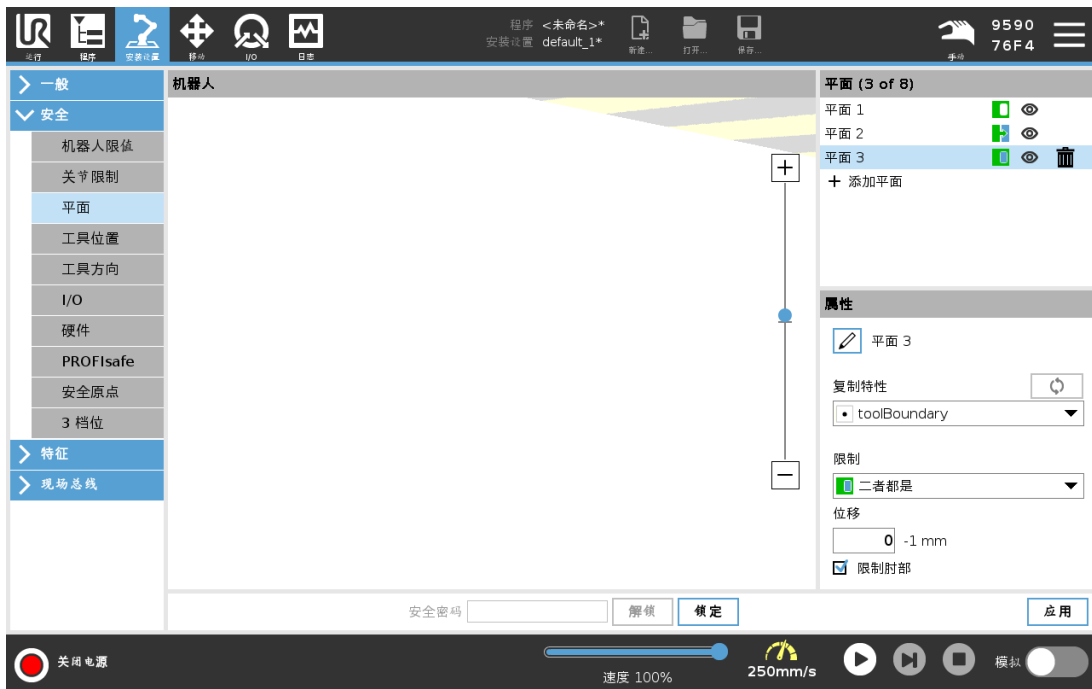 UR
运行
程序
安装设置
移动
I/O
日志
程序 <未命名>*
安装设置 default_1*
新建...
打开...
保存...
手动
9590
76F4
一般
安全
机器人限值
关节限制
平面
工具位置
工具方向
I/O
硬件
PROFIsafe
安全原点
3 档位
特征
现场总线
机器人
平面 (3 of 8)
平面 1
平面 2
平面 3
+ 添加平面
属性
平面 3
复制特性
toolBoundary
限制
二者都是
位移
0 -1 mm
限制肘部
安全密码
解锁
锁定
应用
关闭电源
速度 100%
250mm/s
模拟